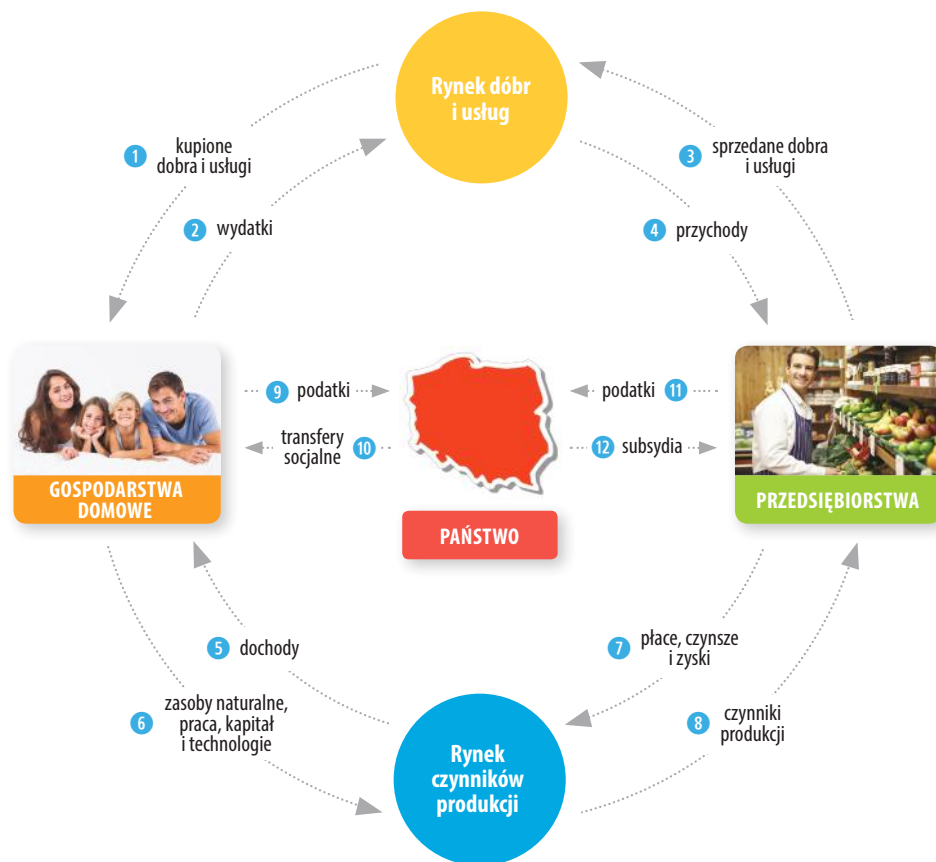 Rynek dóbr
i usług
1 kupione
dobra i usługi
3 sprzedane dobra
i usługi
2 wydatki
4 przychody
9 podatki
podatki 11
transfery
socjalne 10
12 subsydia
GOSPODARSTWA
DOMOWE
PAŃSTWO
PRZEDSIĘBIORSTWA
5 dochody
7 płace, czynsze
i zyski
6 zasoby naturalne,
praca, kapitał
i technologie
8 czynniki
produkcji
Rynek
czynników
produkcji